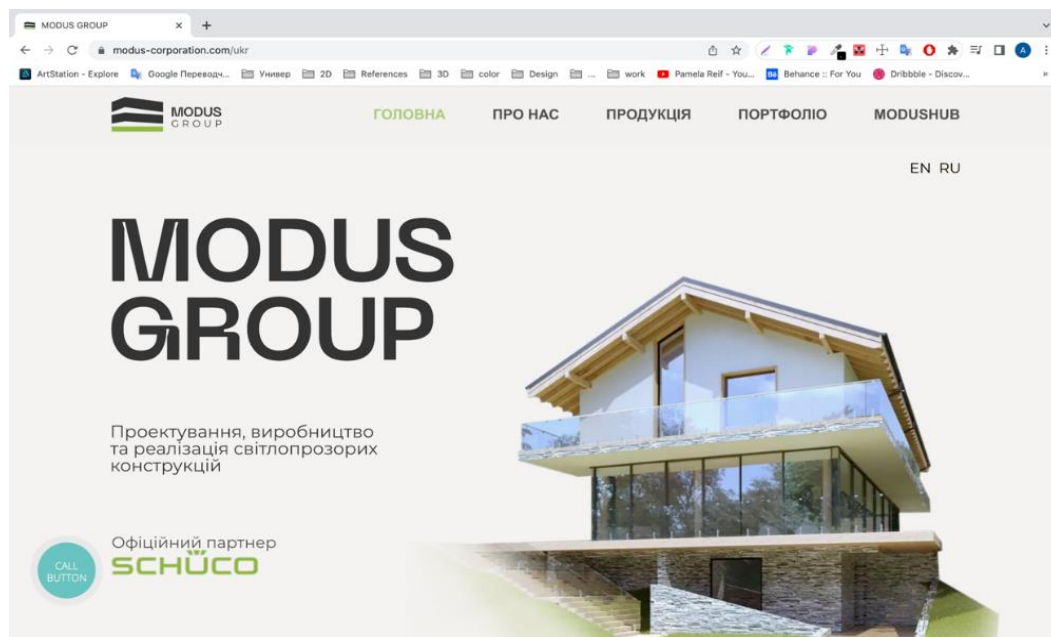 MODUS GROUP
modus-corporation.com/ukr
ArtStation - Explore Google Переводч... Универ 2D References 3D color Design ... work Pamela Reif - You... Bē Behance :: For You Dribbble - Discov... »
MODUS
GROUP
ГОЛОВНА ПРО НАС ПРОДУКЦІЯ ПОРТФОЛІО MODUSHUB
EN RU
MODUS
GROUP
Проектування, виробництво
та реалізація світлопрозорих
конструкцій
Офіційний партнер
SCHÜCO
CALL
BUTTON